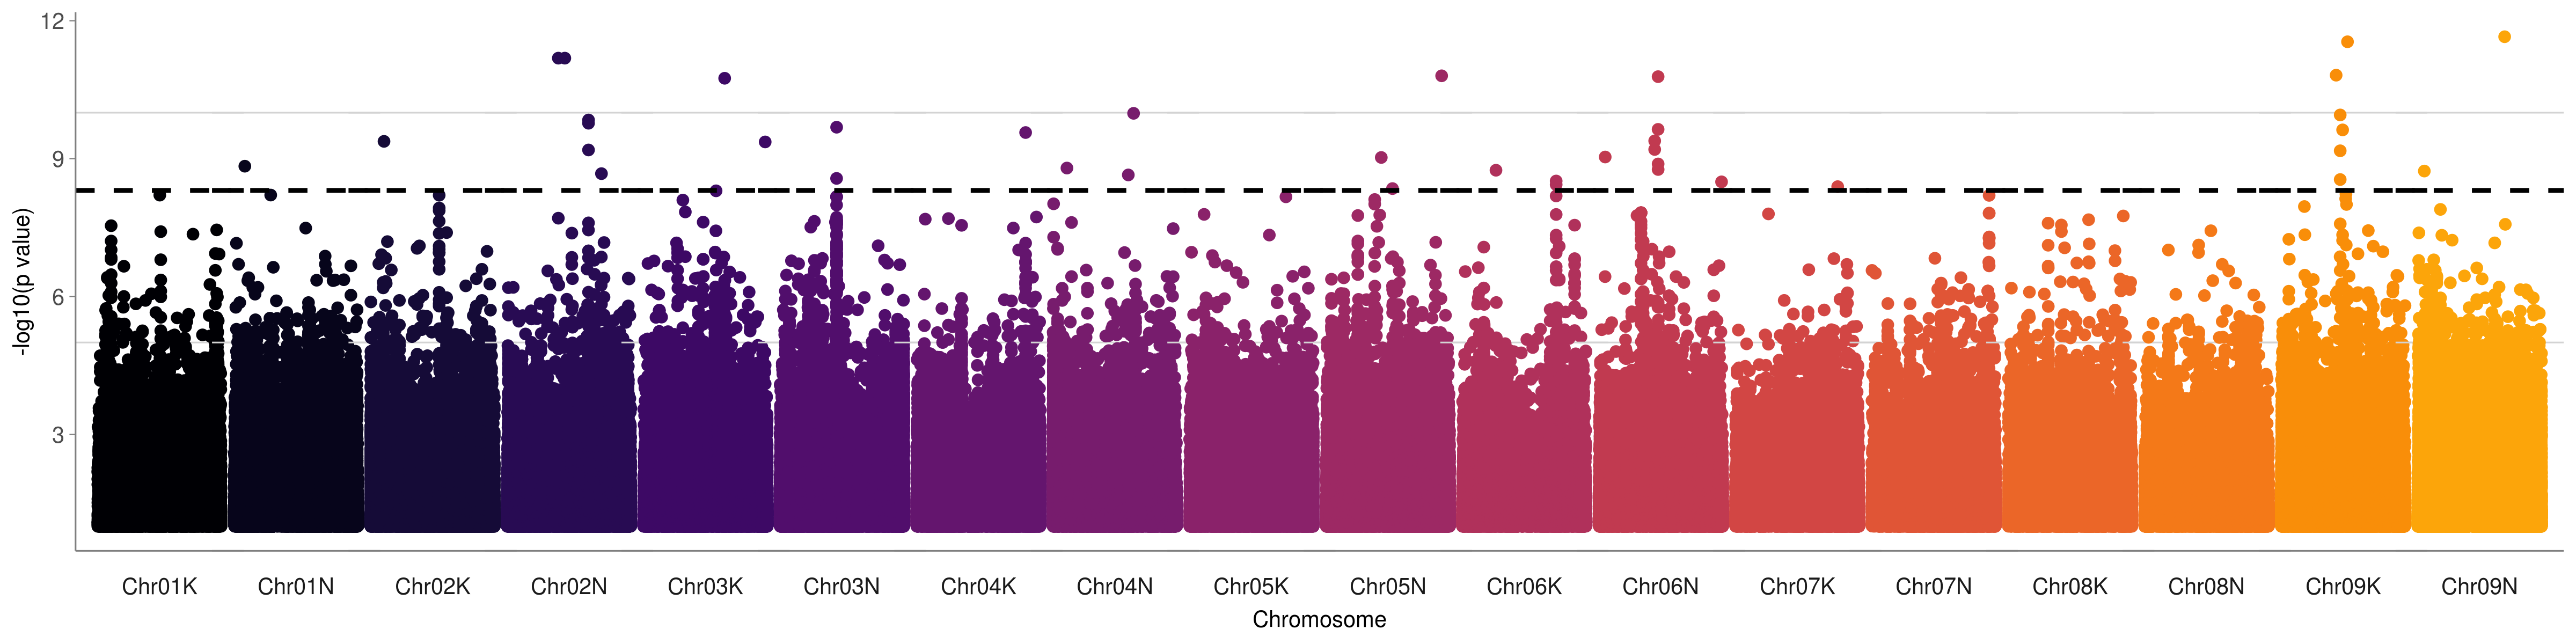 12
9
6
3
-log10(p value)
Chr01K Chr01N Chr02K Chr02N Chr03K Chr03N Chr04K Chr04N Chr05K Chr05N Chr06K Chr06N Chr07K Chr07N Chr08K Chr08N Chr09K Chr09N
Chromosome